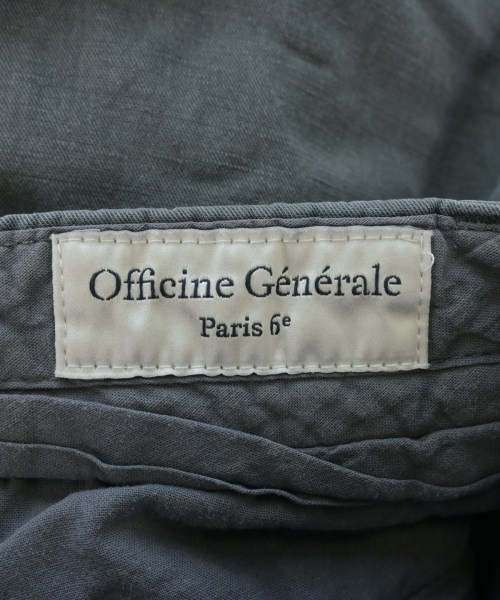 Officine Générale
Paris 6ᵉ